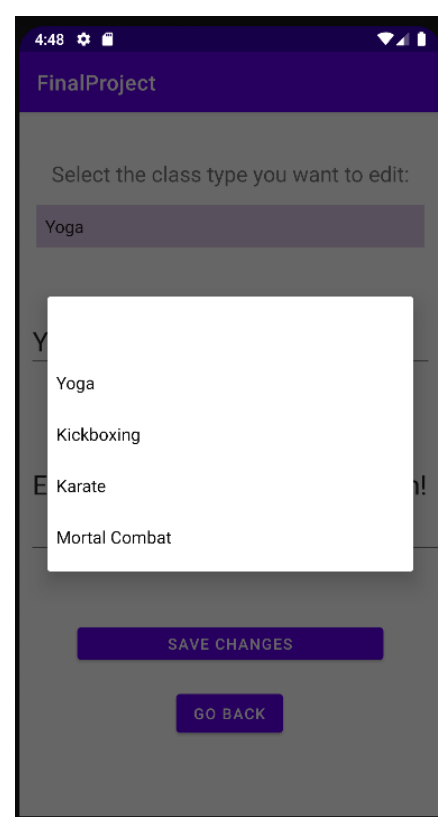 4:48
FinalProject
Select the class type you want to edit:
Yoga
Y
Yoga
Kickboxing
E
Karate
n!
Mortal Combat
SAVE CHANGES
GO BACK